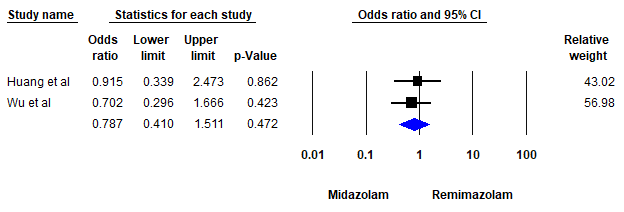 Study name Statistics for each study Odds ratio and 95% CI
Odds ratio Lower limit Upper limit p-Value Relative weight
Huang et al 0.915 0.339 2.473 0.862 43.02
Wu et al 0.702 0.296 1.666 0.423 56.98
0.787 0.410 1.511 0.472
0.01 0.1 1 10 100
Midazolam Remimazolam